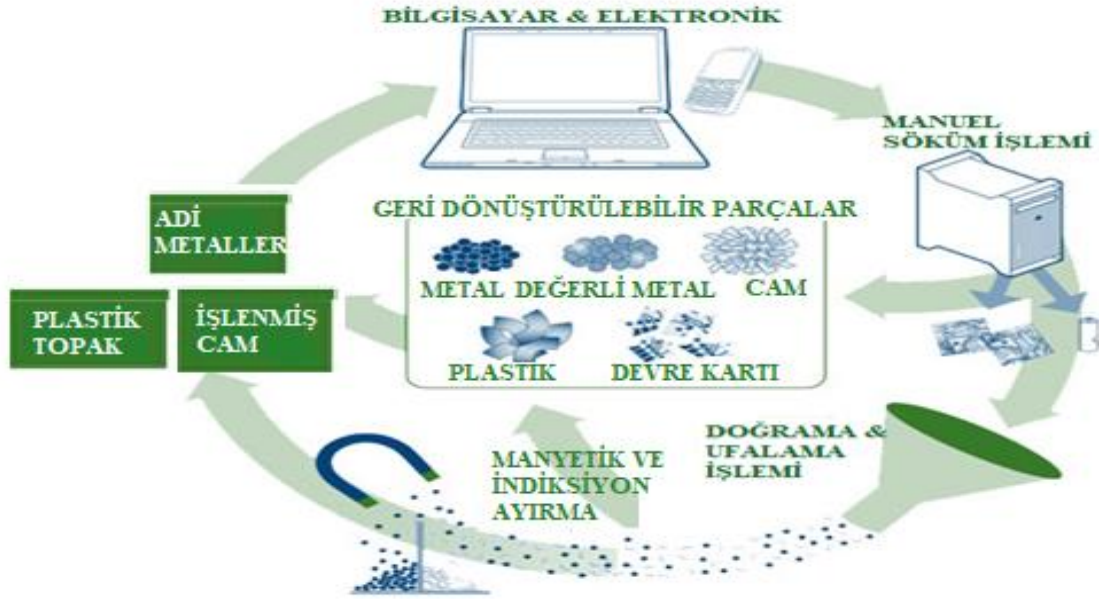 BİLGİSAYAR & ELEKTRONİK
MANUEL
SÖKÜM İŞLEMİ
GERİ DÖNÜŞTÜRÜLEBİLİR PARÇALAR
METAL DEĞERLİ METAL CAM
PLASTİK DEVRE KARTI
ADİ
METALLER
PLASTİK
TOPAK
İŞLENMİŞ
CAM
DOĞRAMA &
UFALAMA
İŞLEMİ
MANYETİK VE
İNDİKSİYON
AYIRMA